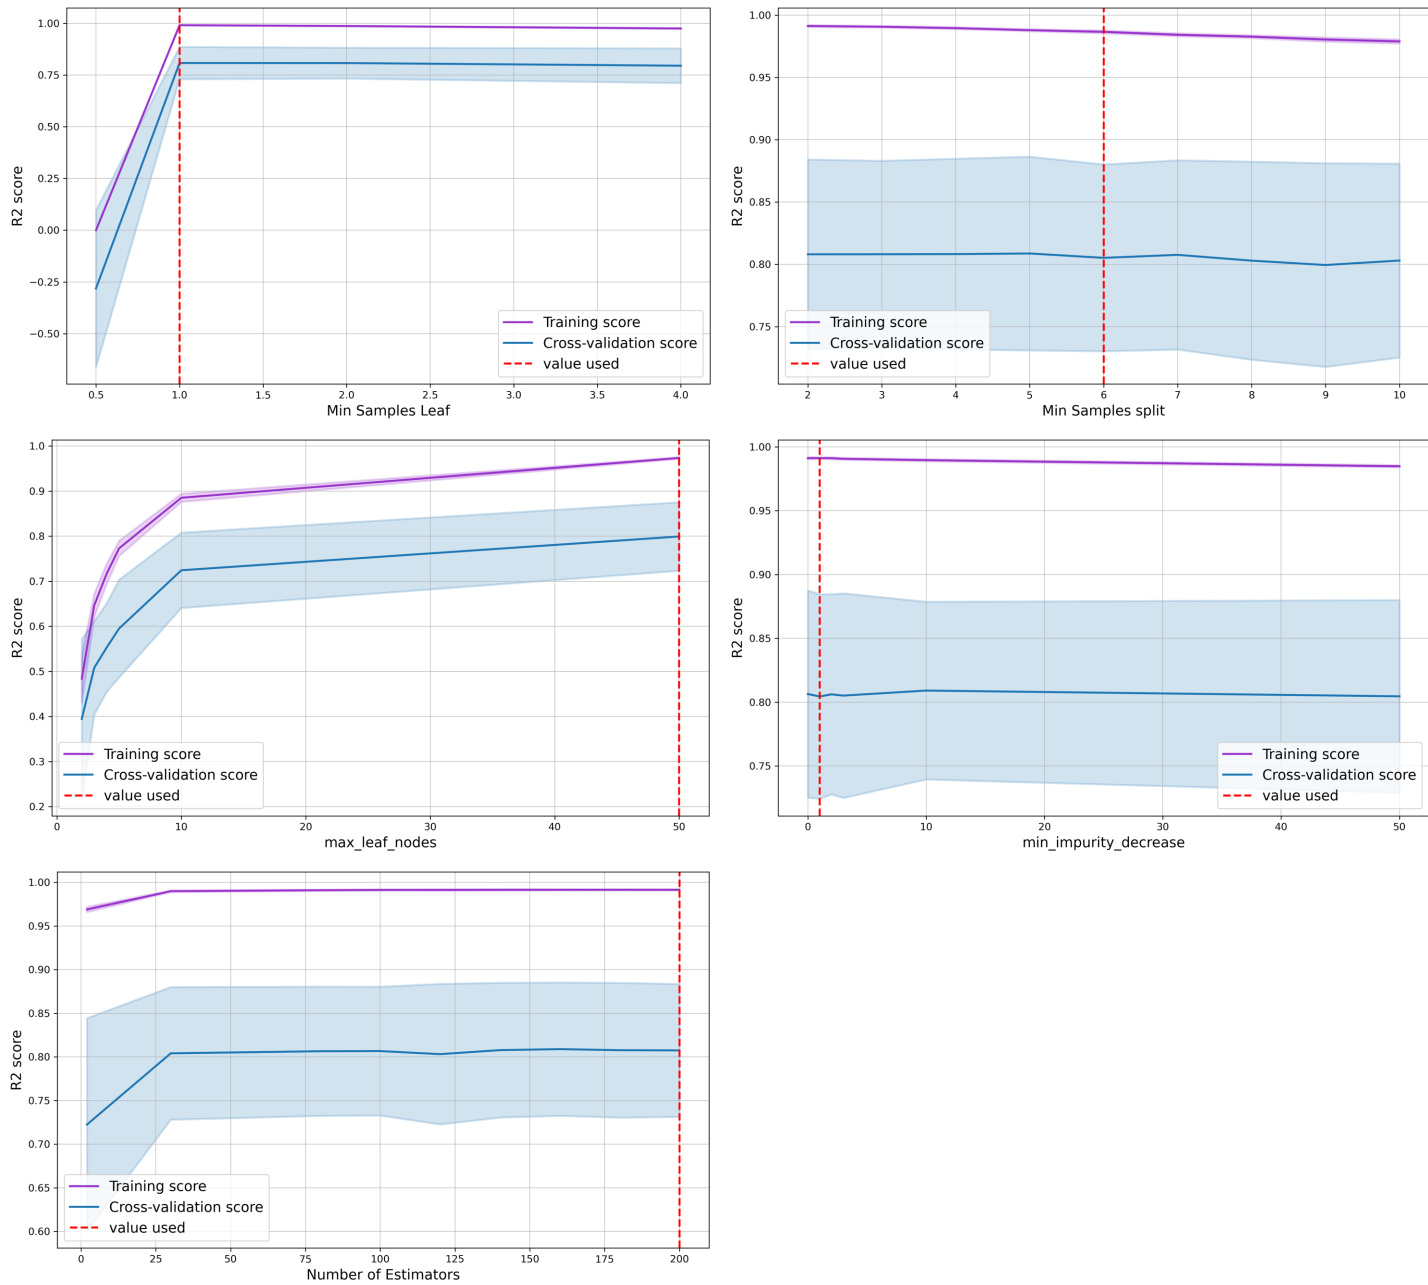 1.00
0.75
0.50
0.25
0.00
−0.25
−0.50
R2 score
0.5 1.0 1.5 2.0 2.5 3.0 3.5 4.0
Min Samples Leaf
Training score
Cross-validation score
value used
1.00
0.95
0.90
0.85
0.80
0.75
R2 score
2 3 4 5 6 7 8 9 10
Min Samples split
Training score
Cross-validation score
value used
1.0
0.9
0.8
0.7
0.6
0.5
0.4
0.3
0.2
R2 score
0 10 20 30 40 50
max_leaf_nodes
Training score
Cross-validation score
value used
1.00
0.95
0.90
0.85
0.80
0.75
R2 score
0 10 20 30 40 50
min_impurity_decrease
Training score
Cross-validation score
value used
1.00
0.95
0.90
0.85
0.80
0.75
0.70
0.65
0.60
R2 score
0 25 50 75 100 125 150 175 200
Number of Estimators
Training score
Cross-validation score
value used